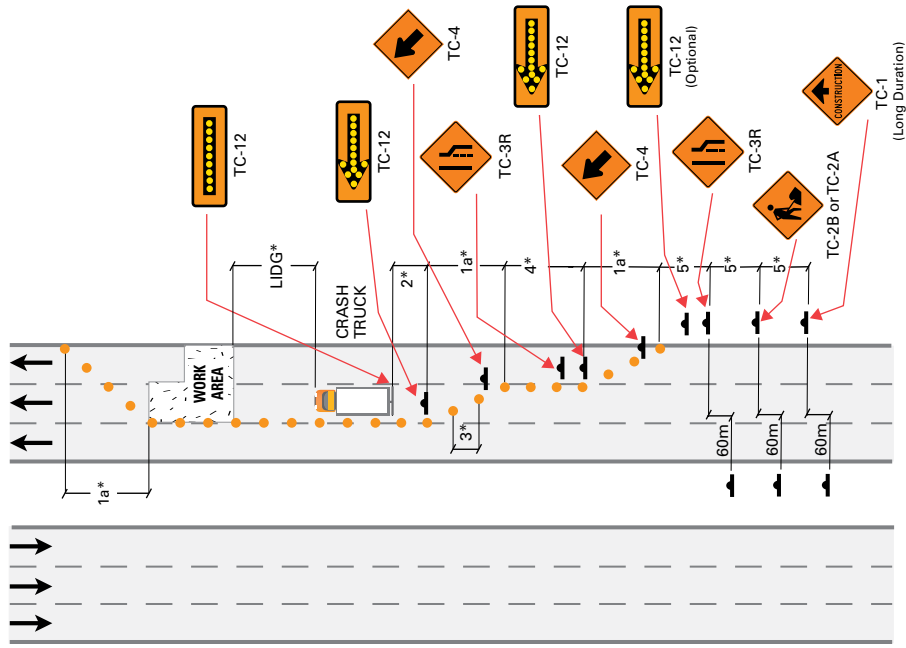 TC-4
TC-12
TC-12
TC-12
(Optional)
TC-12
TC-3R
TC-4
TC-3R
CONSTRUCTION
TC-1
(Long Duration)
TC-2B or TC-2A
LIDG*
CRASH
TRUCK
2*
1a*
4*
1a*
5*
5*
5*
WORK
AREA
3*
1a*
60m
60m
60m